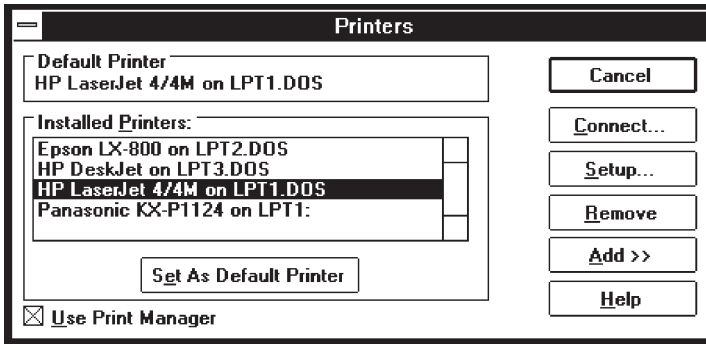 Printers
Default Printer
HP LaserJet 4/4M on LPT1.DOS
Installed Printers:
Epson LX-800 on LPT2.DOS
HP DeskJet on LPT3.DOS
HP LaserJet 4/4M on LPT1.DOS
Panasonic KX-P1124 on LPT1:
Set As Default Printer
Use Print Manager
Cancel
Connect...
Setup...
Remove
Add >>
Help